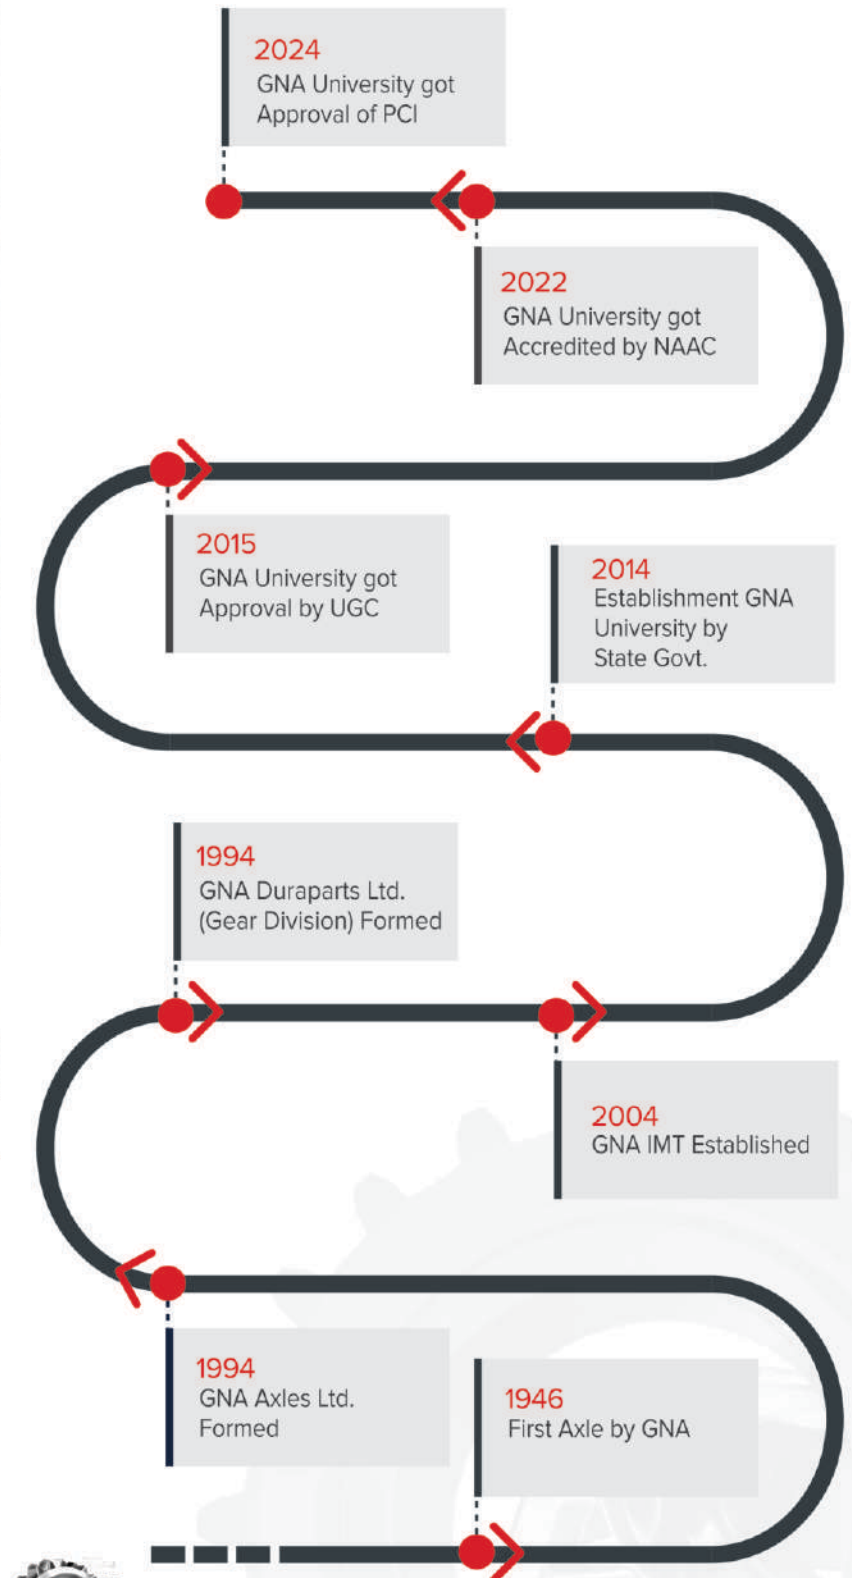 2024
GNA University got
Approval of PCI
2022
GNA University got
Accredited by NAAC
2015
GNA University got
Approval by UGC
2014
Establishment GNA
University by
State Govt.
1994
GNA Duraparts Ltd.
(Gear Division) Formed
2004
GNA IMT Established
1994
GNA Axles Ltd.
Formed
1946
First Axle by GNA